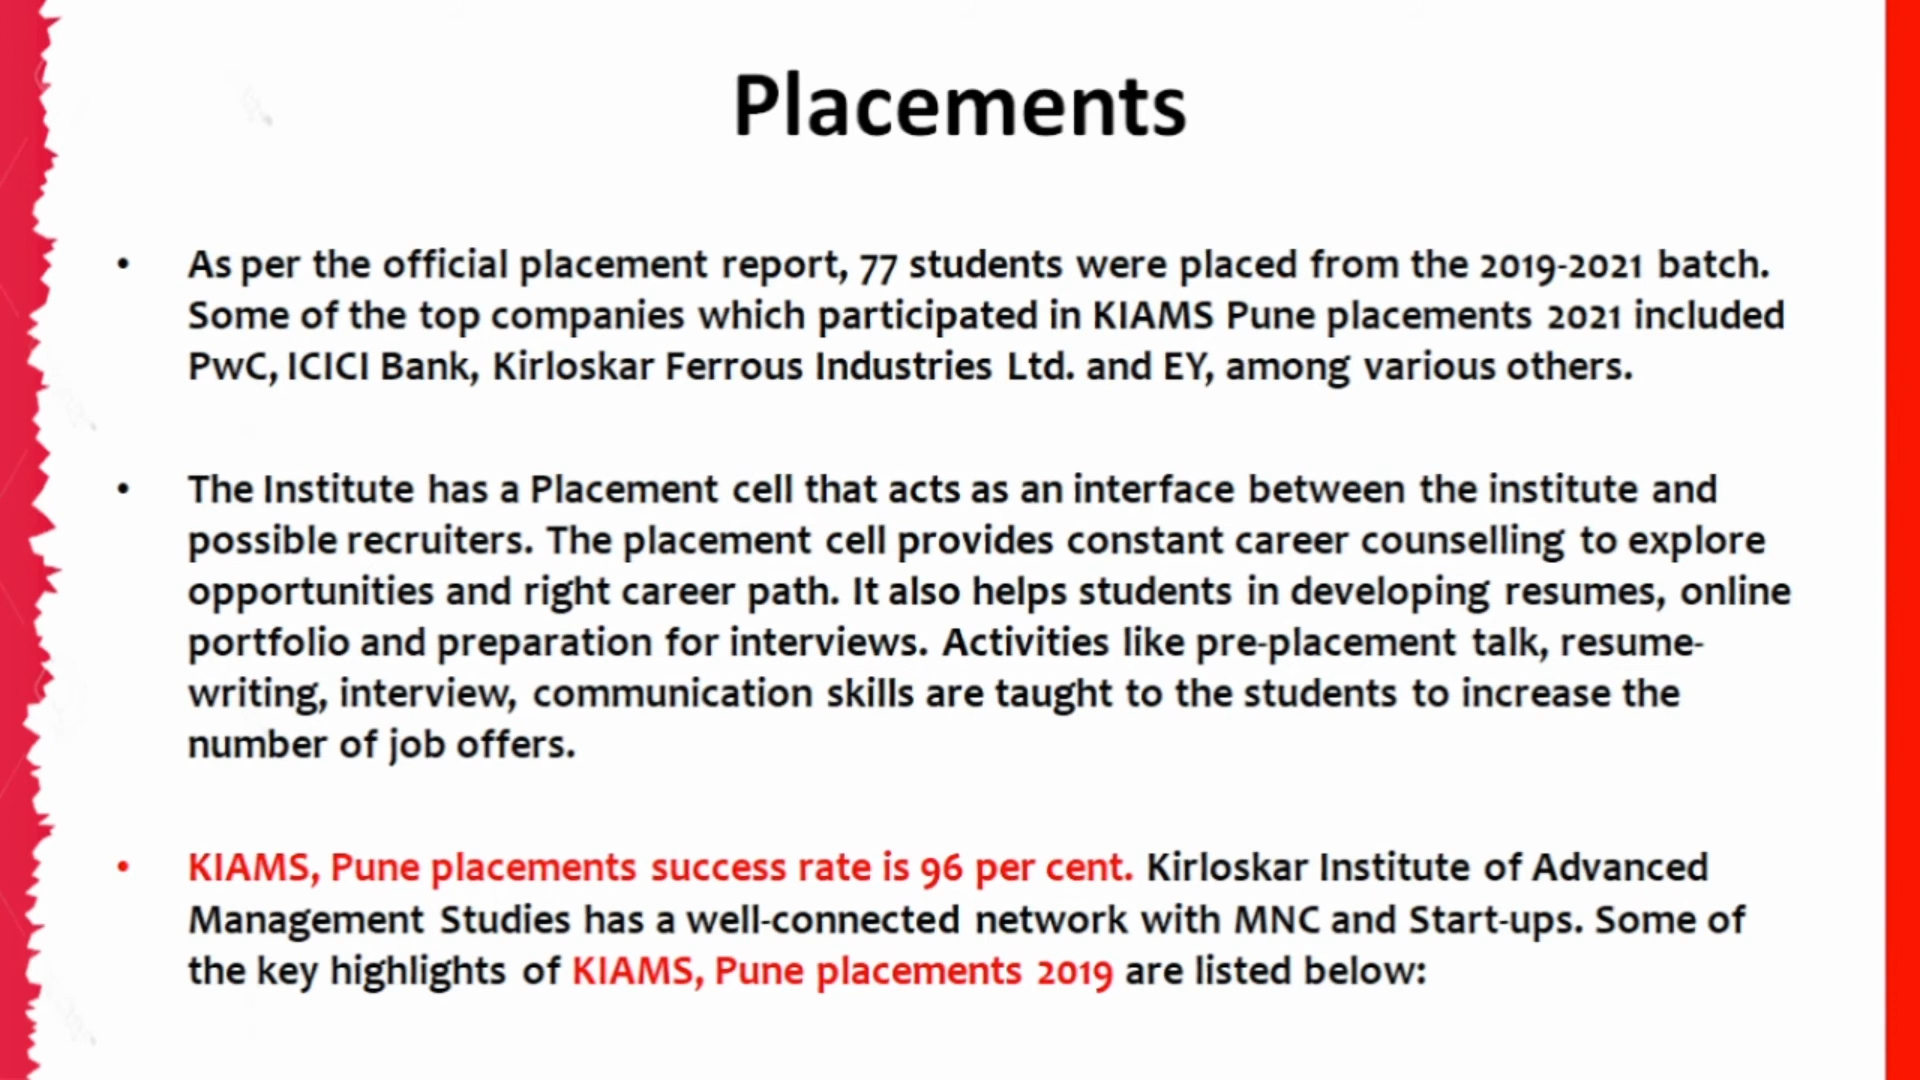 Placements
• As per the official placement report, 77 students were placed from the 2019-2021 batch.
Some of the top companies which participated in KIAMS Pune placements 2021 included
PwC, ICICI Bank, Kirloskar Ferrous Industries Ltd. and EY, among various others.
• The Institute has a Placement cell that acts as an interface between the institute and
possible recruiters. The placement cell provides constant career counselling to explore
opportunities and right career path. It also helps students in developing resumes, online
portfolio and preparation for interviews. Activities like pre-placement talk, resume-
writing, interview, communication skills are taught to the students to increase the
number of job offers.
• KIAMS, Pune placements success rate is 96 per cent. Kirloskar Institute of Advanced
Management Studies has a well-connected network with MNC and Start-ups. Some of
the key highlights of KIAMS, Pune placements 2019 are listed below: